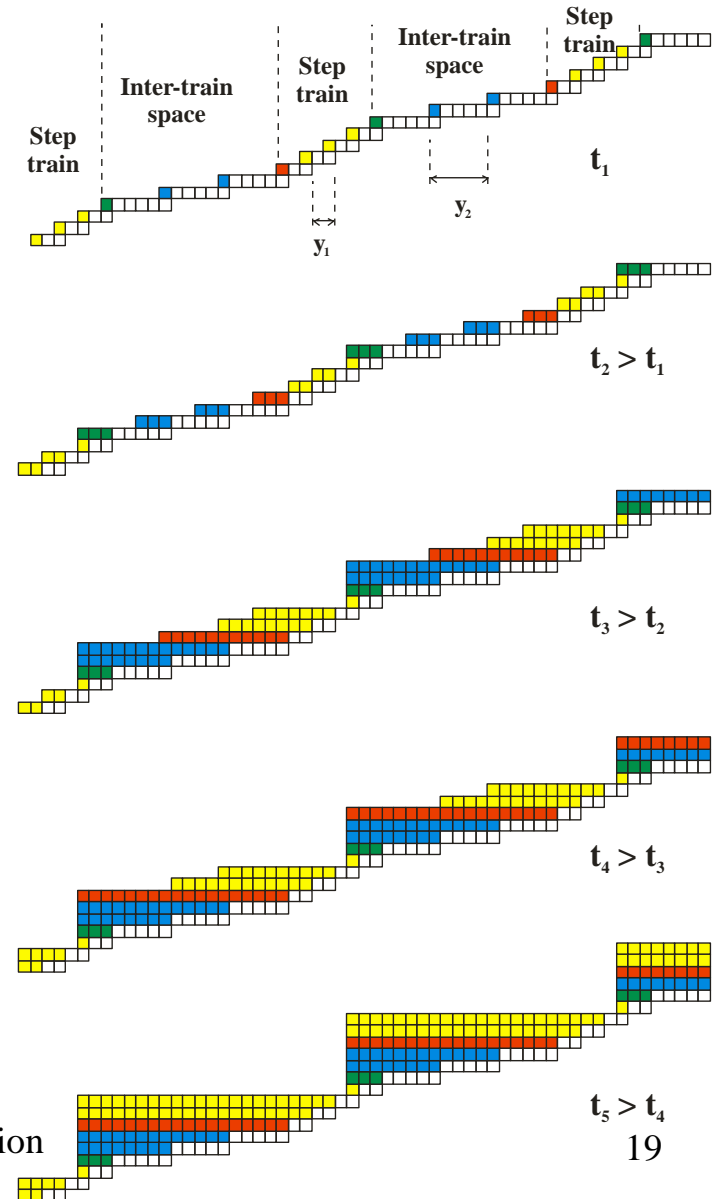 Step
train
Inter-train
space
Step
train
Inter-train
space
Step
train
t₁
y₁
y₂
t₂ > t₁
t₃ > t₂
t₄ > t₃
t₅ > t₄
ion
19